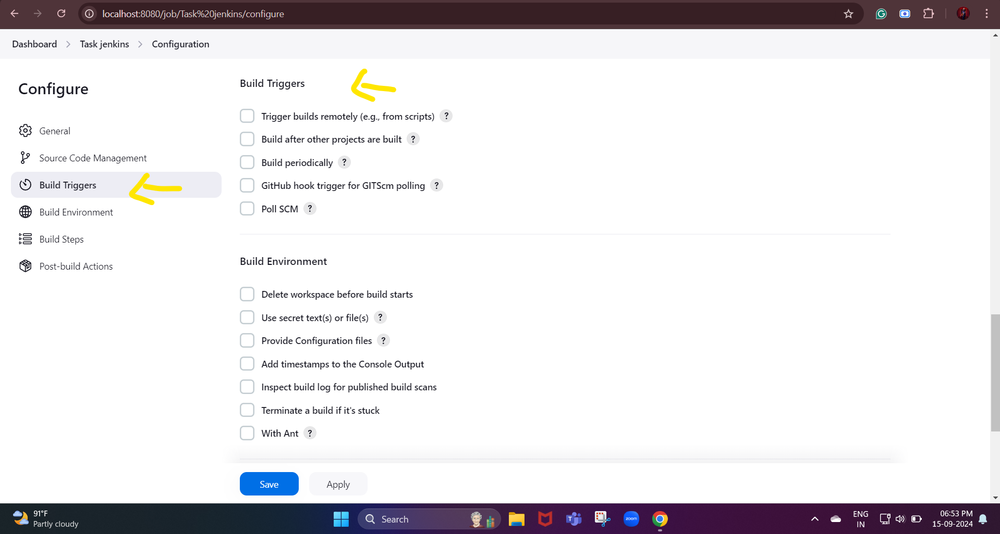 localhost:8080/job/Task%20jenkins/configure
Dashboard > Task jenkins > Configuration
Configure
General
Source Code Management
Build Triggers
Build Environment
Build Steps
Post-build Actions
Build Triggers
Trigger builds remotely (e.g., from scripts) ?
Build after other projects are built ?
Build periodically ?
GitHub hook trigger for GITScm polling ?
Poll SCM ?
Build Environment
Delete workspace before build starts
Use secret text(s) or file(s) ?
Provide Configuration files ?
Add timestamps to the Console Output
Inspect build log for published build scans
Terminate a build if it's stuck
With Ant ?
Save
Apply
91°F
Partly cloudy
Search
zoom
ENG
IN
06:53 PM
15-09-2024